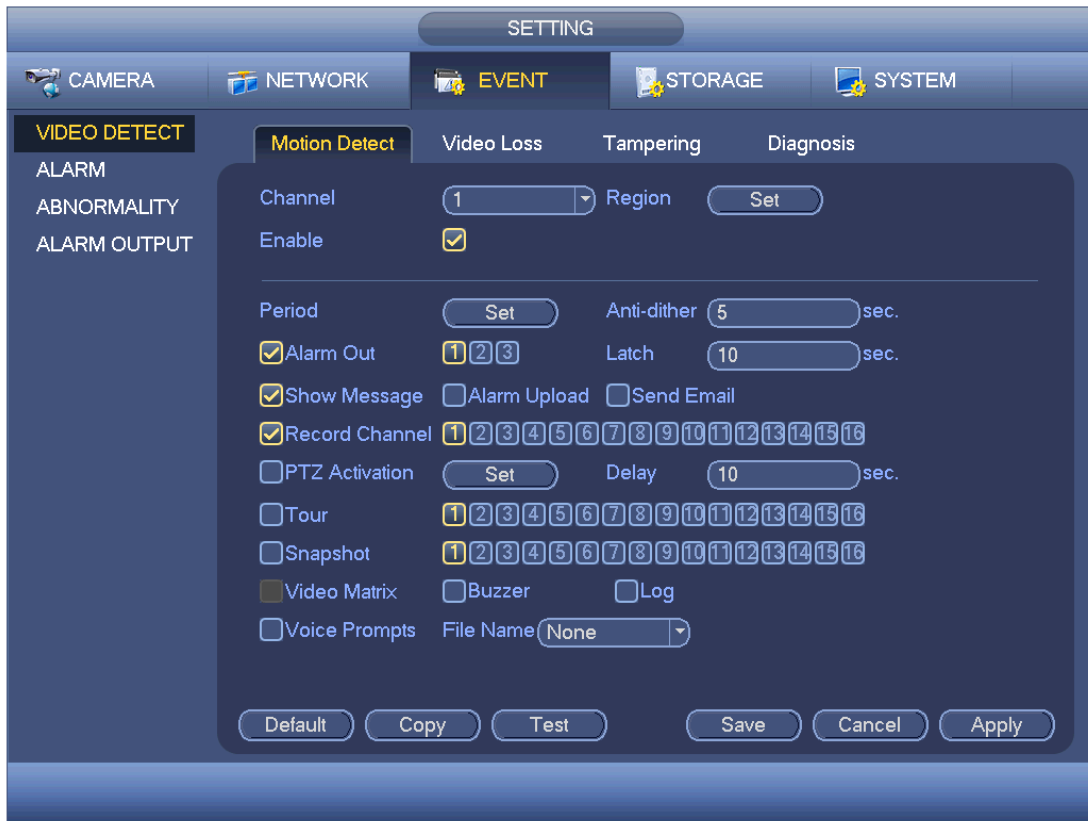 SETTING
CAMERA NETWORK EVENT STORAGE SYSTEM
VIDEO DETECT
ALARM
ABNORMALITY
ALARM OUTPUT
Motion Detect Video Loss Tampering Diagnosis
Channel 1 Region Set
Enable
Period Set Anti-dither 5 sec.
Alarm Out 1 2 3 Latch 10 sec.
Show Message Alarm Upload Send Email
Record Channel 1 2 3 4 5 6 7 8 9 10 11 12 13 14 15 16
PTZ Activation Set Delay 10 sec.
Tour 1 2 3 4 5 6 7 8 9 10 11 12 13 14 15 16
Snapshot 1 2 3 4 5 6 7 8 9 10 11 12 13 14 15 16
Video Matrix Buzzer Log
Voice Prompts File Name None
Default Copy Test Save Cancel Apply